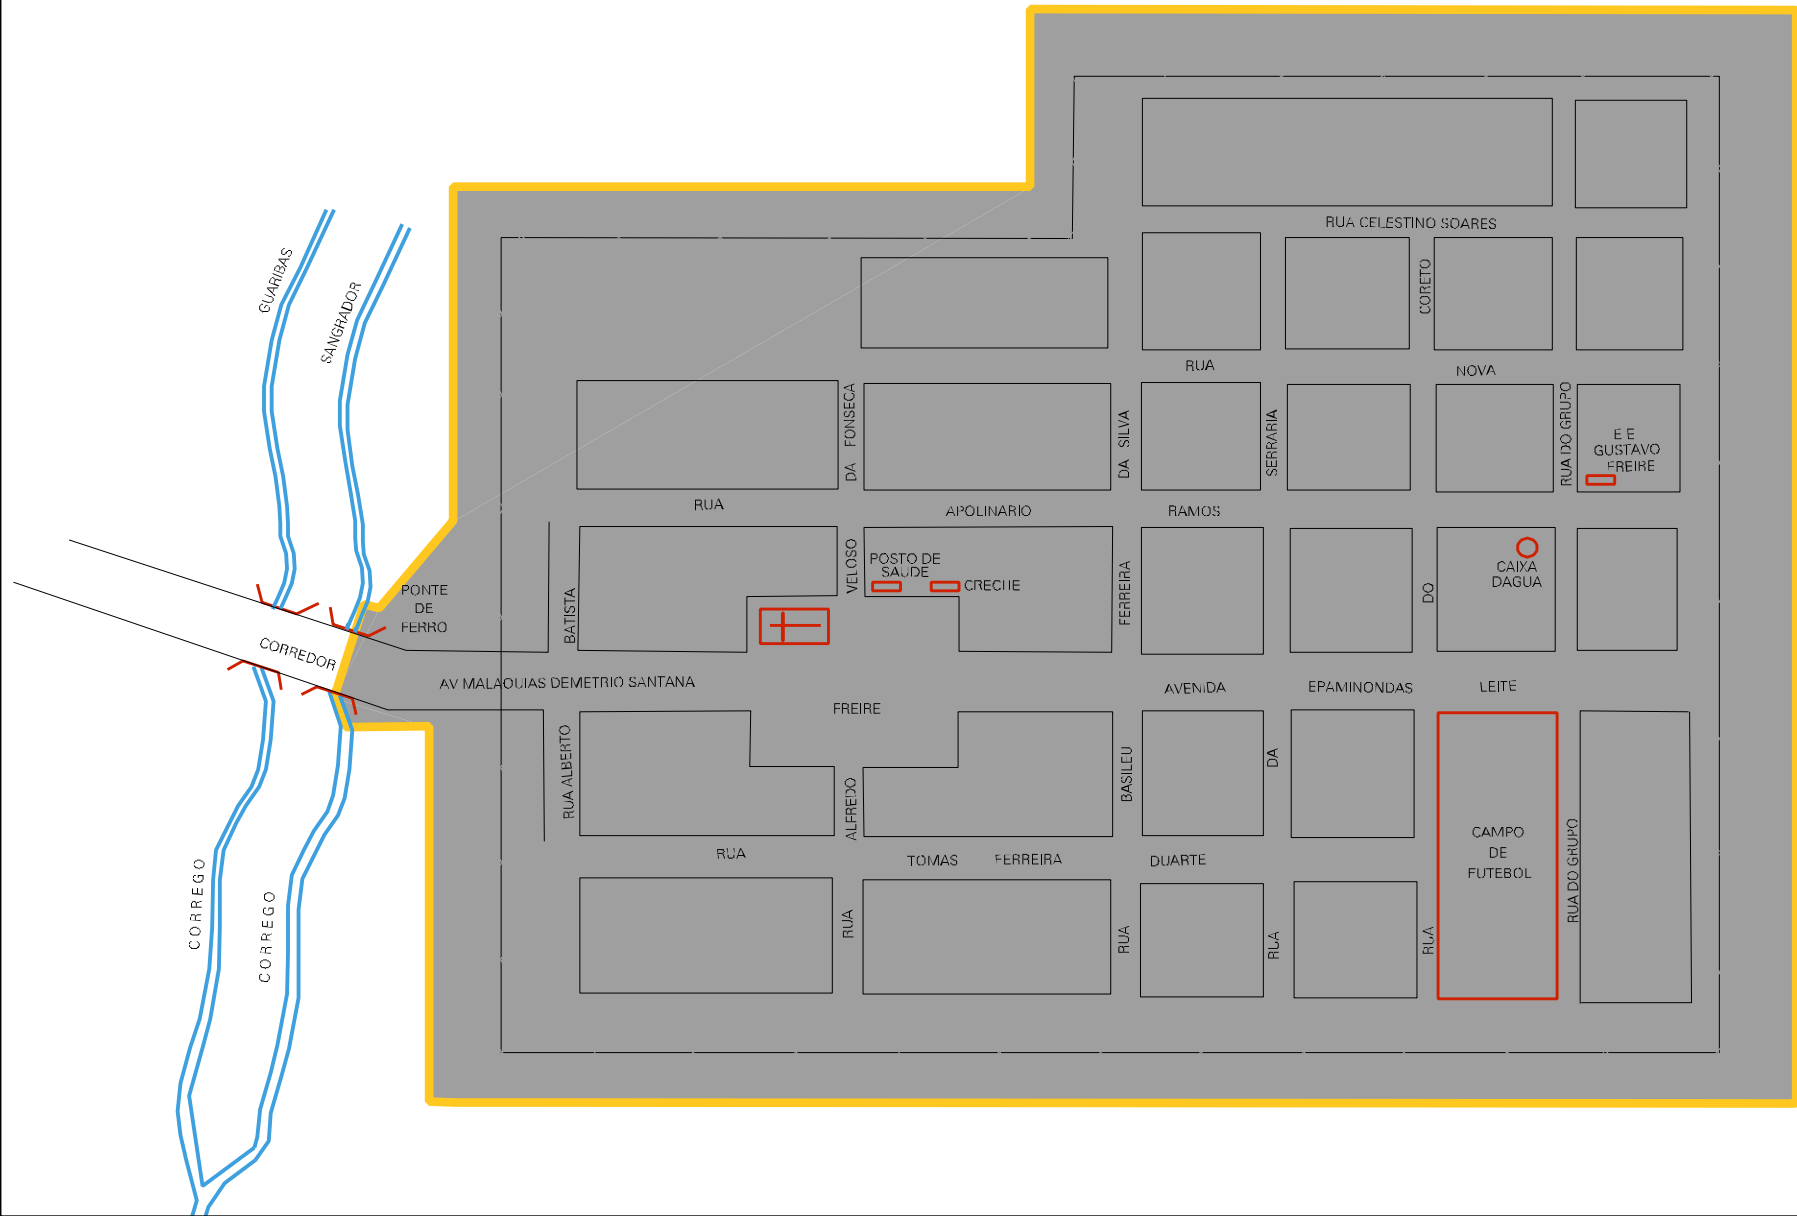 RUA CELESTINO SOARES
GUARIBAS
SANGRADOR
CORETO
RUA
NOVA
DA FONSECA
DA SILVA
SERRARIA
RUA DO GRUPO
E E
GUSTAVO
FREIRE
RUA
APOLINARIO
RAMOS
PONTE
DE
FERRO
BATISTA
VELOSO
POSTO DE
SAUDE
CRECHE
FERREIRA
DO
CAIXA
DAGUA
CORREDOR
AV MALAQUIAS DEMETRIO SANTANA
FREIRE
AVENIDA
EPAMINONDAS
LEITE
RUA ALBERTO
ALFREDO
BASILEU
DA
RUA
TOMAS
FERREIRA
DUARTE
CAMPO
DE
FUTEBOL
RUA DO GRUPO
CORREGO
CORREGO
RUA
RUA
RUA
RUA